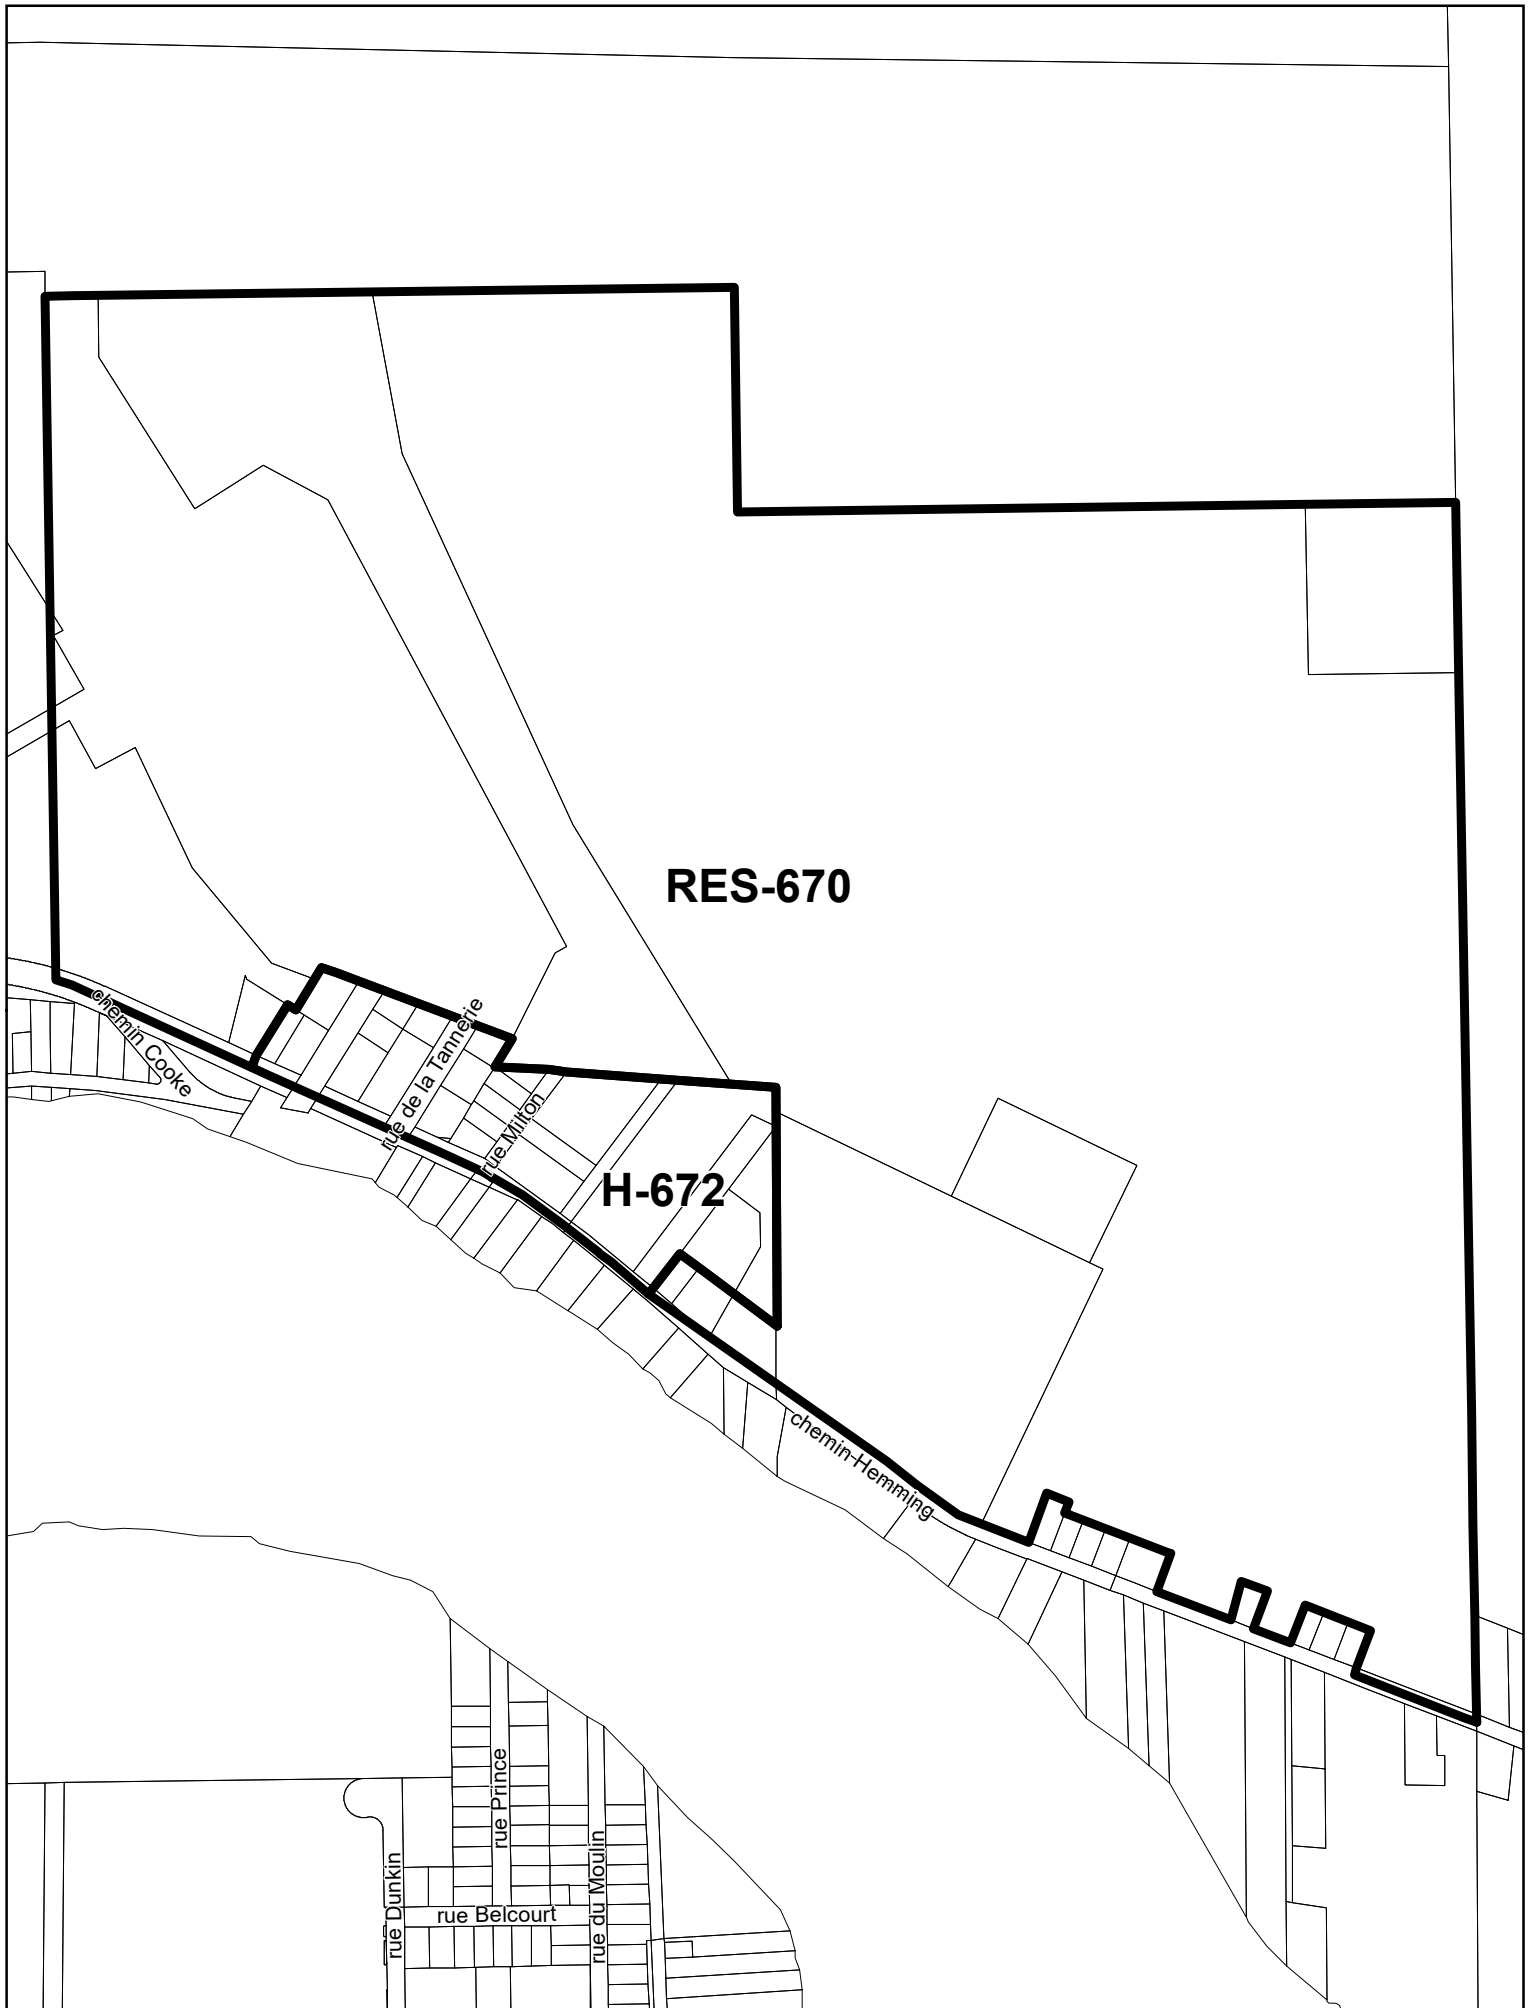 RES-670
chemin Cooke
rue de la Tannerie
rue Milton
H-672
chemin Hemming
rue Prince
rue du Moulin
rue Dunkin
rue Belcourt